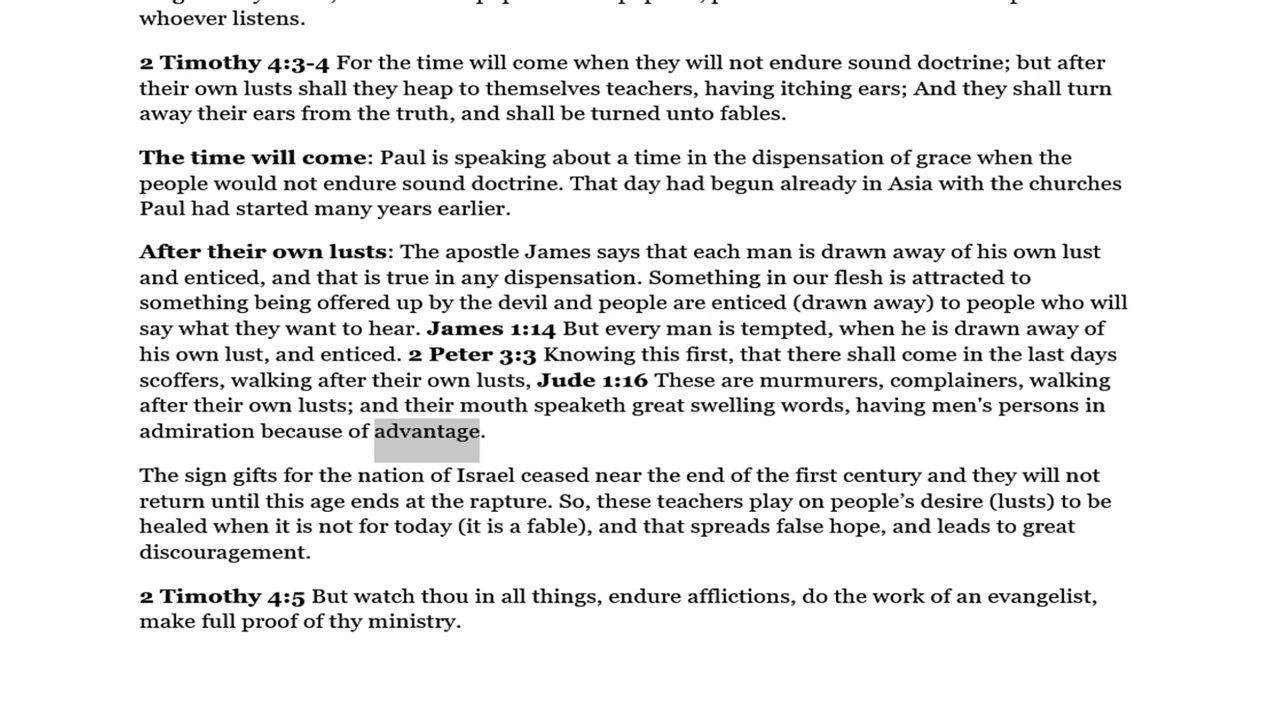 whoever listens.
2 Timothy 4:3-4 For the time will come when they will not endure sound doctrine; but after
their own lusts shall they heap to themselves teachers, having itching ears; And they shall turn
away their ears from the truth, and shall be turned unto fables.
The time will come: Paul is speaking about a time in the dispensation of grace when the
people would not endure sound doctrine. That day had begun already in Asia with the churches
Paul had started many years earlier.
After their own lusts: The apostle James says that each man is drawn away of his own lust
and enticed, and that is true in any dispensation. Something in our flesh is attracted to
something being offered up by the devil and people are enticed (drawn away) to people who will
say what they want to hear. James 1:14 But every man is tempted, when he is drawn away of
his own lust, and enticed. 2 Peter 3:3 Knowing this first, that there shall come in the last days
scoffers, walking after their own lusts, Jude 1:16 These are murmurers, complainers, walking
after their own lusts; and their mouth speaketh great swelling words, having men's persons in
admiration because of advantage.
The sign gifts for the nation of Israel ceased near the end of the first century and they will not
return until this age ends at the rapture. So, these teachers play on people’s desire (lusts) to be
healed when it is not for today (it is a fable), and that spreads false hope, and leads to great
discouragement.
2 Timothy 4:5 But watch thou in all things, endure afflictions, do the work of an evangelist,
make full proof of thy ministry.